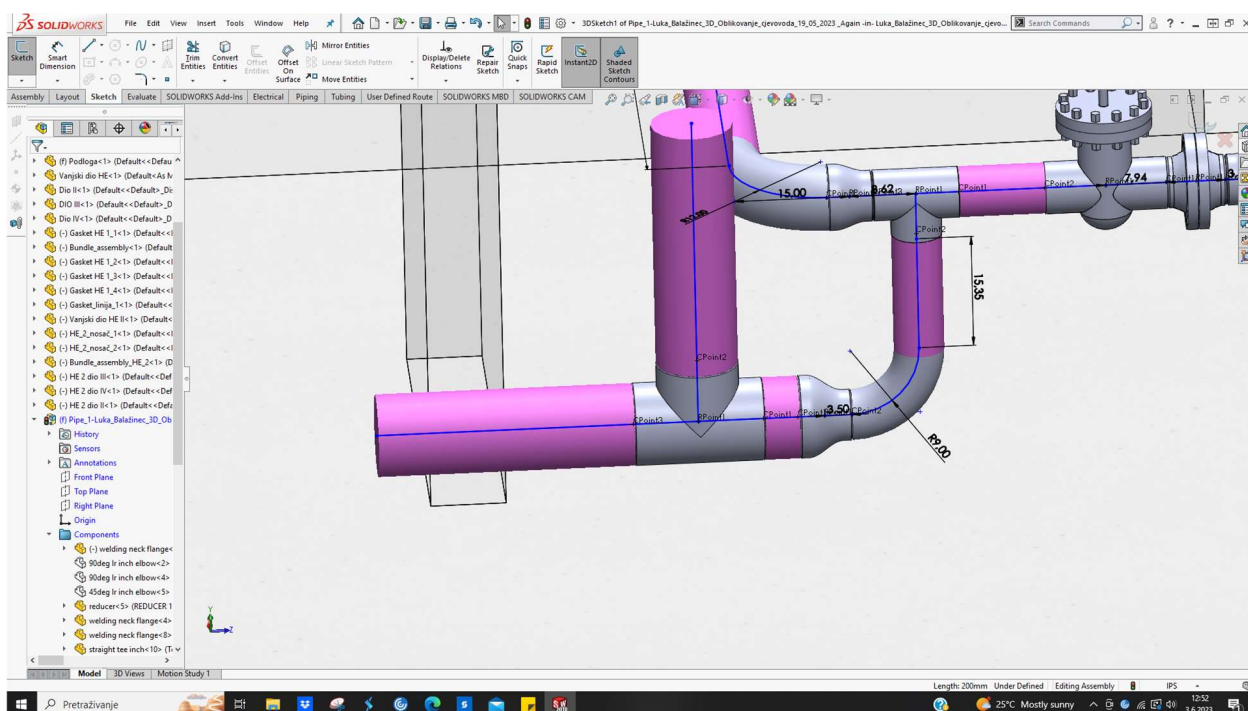 SOLIDWORKS File Edit View Insert Tools Window Help 3DSketch1 of Pipe_1-Luka_Balažinec_3D_Oblikovanje_cjevovoda_19_05_2023 _Again -in- Luka_Balažinec_3D_Oblikovanje_cjevo... Search Commands
Sketch
Smart Dimension
Trim Entities
Convert Entities
Offset Entities
Offset On Surface
Mirror Entities
Linear Sketch Pattern
Move Entities
Display/Delete Relations
Repair Sketch
Quick Snaps
Rapid Sketch
Instant2D
Shaded Sketch Contours
Assembly Layout Sketch Evaluate SOLIDWORKS Add-Ins Electrical Piping Tubing User Defined Route SOLIDWORKS MBD SOLIDWORKS CAM
(f) Podloga<1> (Default<<Defau
Vanjski dio HE<1> (Default<As M
Dio II<1> (Default<<Default>_Di
DIO III<1> (Default<<Default>_D
Dio IV<1> (Default<<Default>_D
(-) Gasket HE 1_1<1> (Default<<
(-) Bundle_assembly<1> (Default
(-) Gasket HE 1_2<1> (Default<<
(-) Gasket HE 1_3<1> (Default<<
(-) Gasket HE 1_4<1> (Default<<
(-) Gasket_linija_1<1> (Default<<
(-) Vanjski dio HE II<1> (Default<
(-) HE_2_nosač_1<1> (Default<<
(-) HE_2_nosač_2<1> (Default<<
(-) Bundle_assembly_HE_2<1> (D
(-) HE 2 dio III<1> (Default<<Def
(-) HE 2 dio IV<1> (Default<<Def
(-) HE 2 dio II<1> (Default<<Defa
(f) Pipe_1-Luka_Balažinec_3D_Ob
History
Sensors
Annotations
Front Plane
Top Plane
Right Plane
Origin
Components
(-) welding neck flange<
90deg lr inch elbow<2>
90deg lr inch elbow<4>
45deg lr inch elbow<5>
reducer<5> (REDUCER 1
welding neck flange<4>
welding neck flange<8>
straight tee inch<10> (T
15.00
8.62
RPoint1
CPoint1
CPoint2
7.94
CPoint2
15.35
CPoint2
CPoint3
RPoint1
CPoint1
3.50
CPoint2
R9.00
Y
Z
Model 3D Views Motion Study 1
Length: 200mm Under Defined Editing Assembly IPS
Pretraživanje
25°C Mostly sunny
12:52
3.6.2023.